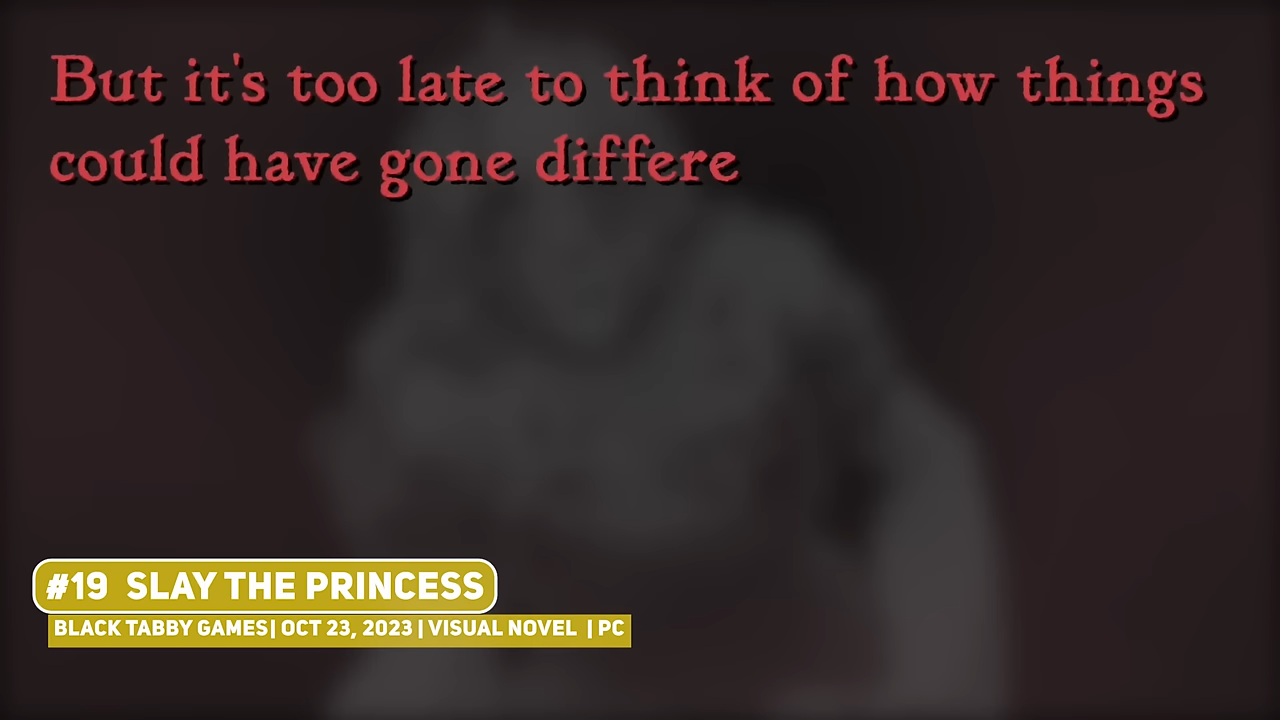 But it's too late to think of how things
could have gone differe
#19 SLAY THE PRINCESS
BLACK TABBY GAMES| OCT 23, 2023 | VISUAL NOVEL | PC